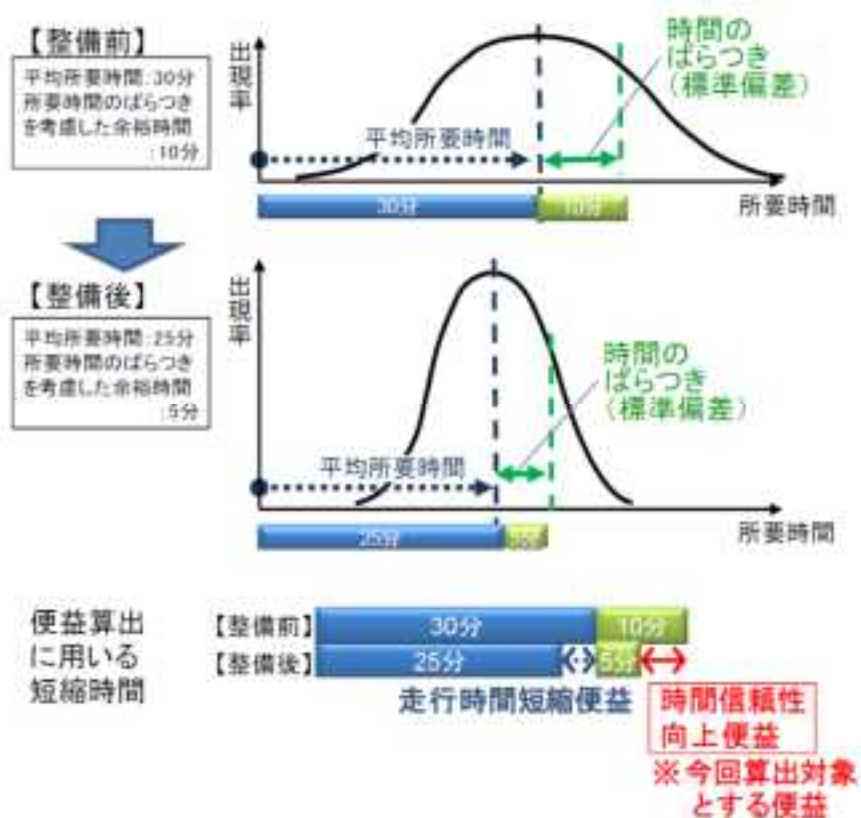 【整備前】
平均所要時間:30分
所要時間のばらつき
を考慮した余裕時間
:10分
出現率
時間の
ばらつき
(標準偏差)
平均所要時間
30分
10分
所要時間
【整備後】
平均所要時間:25分
所要時間のばらつき
を考慮した余裕時間
:5分
出現率
時間の
ばらつき
(標準偏差)
平均所要時間
25分
5分
所要時間
便益算出
に用いる
短縮時間
【整備前】
30分
10分
【整備後】
25分
5分
走行時間短縮便益
時間信頼性
向上便益
※今回算出対象
とする便益